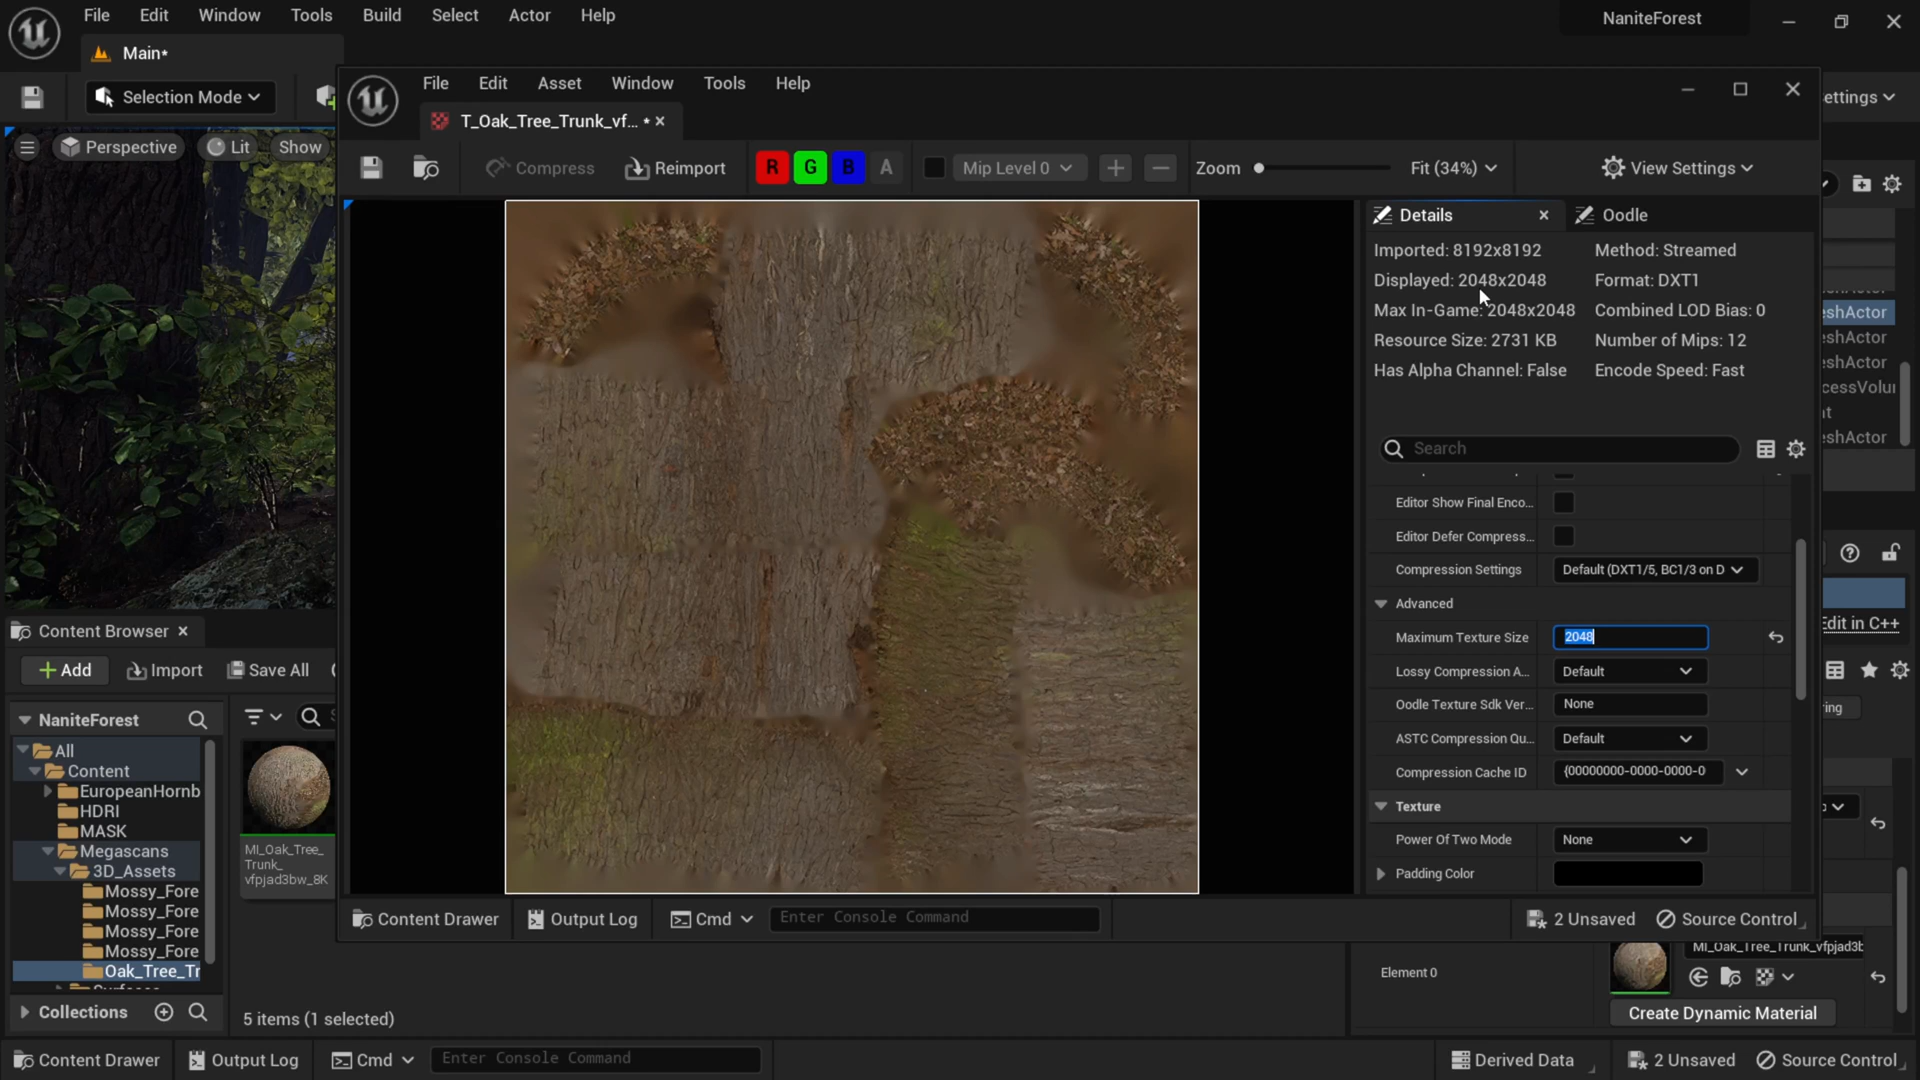 File Edit Window Tools Build Select Actor Help
NaniteForest
Main*
Selection Mode
Perspective
Lit
Show
File Edit Asset Window Tools Help
T_Oak_Tree_Trunk_vf... *
Compress
Reimport
R G B A
Mip Level 0
Zoom
Fit (34%)
View Settings
Details
Oodle
Imported: 8192x8192
Method: Streamed
Displayed: 2048x2048
Format: DXT1
Max In-Game: 2048x2048
Combined LOD Bias: 0
Resource Size: 2731 KB
Number of Mips: 12
Has Alpha Channel: False
Encode Speed: Fast
Search
Editor Show Final Enco...
Editor Defer Compress...
Compression Settings
Default (DXT1/5, BC1/3 on D
Advanced
Maximum Texture Size
2048
Lossy Compression A...
Default
Oodle Texture Sdk Ver...
None
ASTC Compression Qu...
Default
Compression Cache ID
{00000000-0000-0000-0
Texture
Power Of Two Mode
None
Padding Color
Content Drawer
Output Log
Cmd
Enter Console Command
2 Unsaved
Source Control
ettings
eshActor
eshActor
eshActor
cessVolu
nt
eshActor
Edit in C++
ring
Content Browser
Add
Import
Save All
NaniteForest
All
Content
EuropeanHornb
HDRI
MASK
Megascans
3D_Assets
Mossy_Fore
Mossy_Fore
Mossy_Fore
Mossy_Fore
Oak_Tree_Tr
MI_Oak_Tree_
Trunk_
vfpjad3bw_8K
5 items (1 selected)
Collections
Element 0
MI_Oak_Tree_Trunk_vfpjad3b
Create Dynamic Material
Content Drawer
Output Log
Cmd
Enter Console Command
Derived Data
2 Unsaved
Source Control